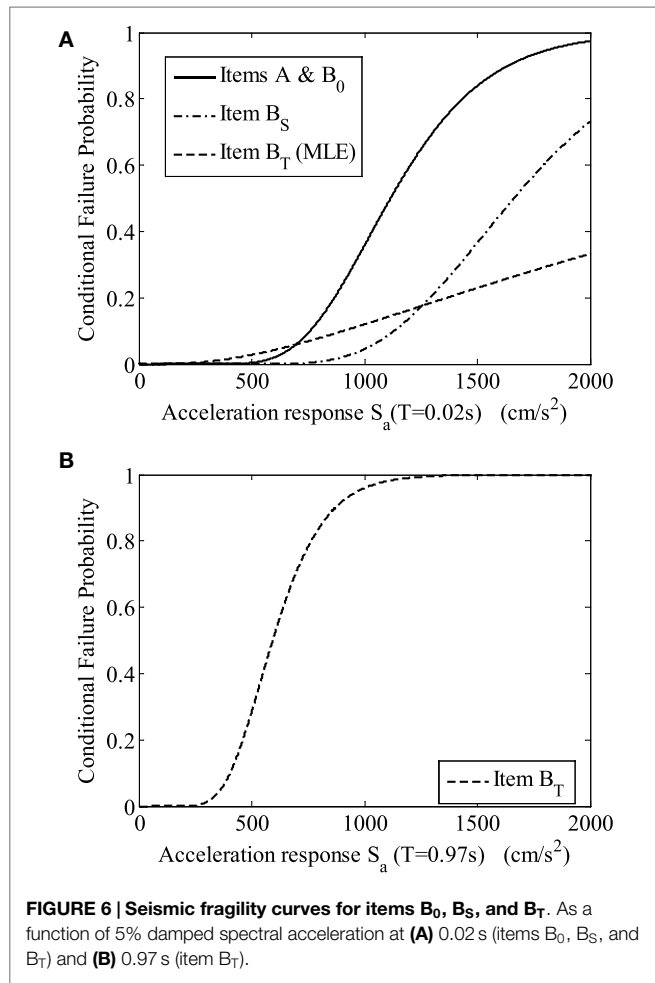 A
1
0.8
0.6
0.4
0.2
0
Conditional Failure Probability
Items A & B0
Item BS
Item BT (MLE)
0 500 1000 1500 2000
Acceleration response Sa(T=0.02s) (cm/s2)
B
1
0.8
0.6
0.4
0.2
0
Conditional Failure Probability
Item BT
0 500 1000 1500 2000
Acceleration response Sa (T=0.97s) (cm/s2)
FIGURE 6 | Seismic fragility curves for items B0, BS, and BT. As a
function of 5% damped spectral acceleration at (A) 0.02 s (items B0, BS, and
BT) and (B) 0.97 s (item BT).